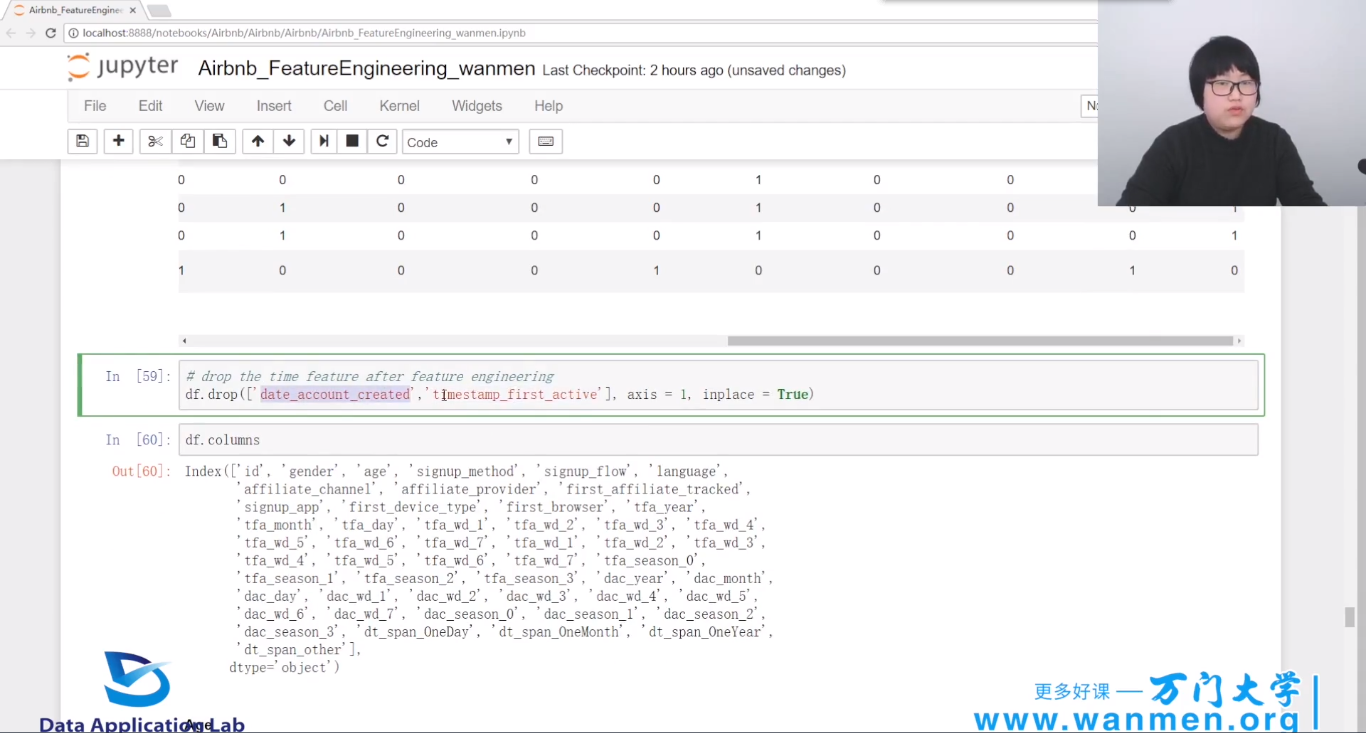 Airbnb_FeatureEngineer
localhost:8888/notebooks/Airbnb/Airbnb/Airbnb/Airbnb_FeatureEngineering_wanmen.ipynb
jupyter Airbnb_FeatureEngineering_wanmen Last Checkpoint: 2 hours ago (unsaved changes)
File Edit View Insert Cell Kernel Widgets Help
Code
0 0 0 0 0 1 0 0
0 1 0 0 0 1 0 0 0 1
0 1 0 0 0 1 0 0 0 1
1 0 0 0 1 0 0 0 1 0
In [59]: # drop the time feature after feature engineering
df.drop(['date_account_created','timestamp_first_active'], axis = 1, inplace = True)
In [60]: df.columns
Out[60]: Index(['id', 'gender', 'age', 'signup_method', 'signup_flow', 'language',
'affiliate_channel', 'affiliate_provider', 'first_affiliate_tracked',
'signup_app', 'first_device_type', 'first_browser', 'tfa_year',
'tfa_month', 'tfa_day', 'tfa_wd_1', 'tfa_wd_2', 'tfa_wd_3', 'tfa_wd_4',
'tfa_wd_5', 'tfa_wd_6', 'tfa_wd_7', 'tfa_wd_1', 'tfa_wd_2', 'tfa_wd_3',
'tfa_wd_4', 'tfa_wd_5', 'tfa_wd_6', 'tfa_wd_7', 'tfa_season_0',
'tfa_season_1', 'tfa_season_2', 'tfa_season_3', 'dac_year', 'dac_month',
'dac_day', 'dac_wd_1', 'dac_wd_2', 'dac_wd_3', 'dac_wd_4', 'dac_wd_5',
'dac_wd_6', 'dac_wd_7', 'dac_season_0', 'dac_season_1', 'dac_season_2',
'dac_season_3', 'dt_span_OneDay', 'dt_span_OneMonth', 'dt_span_OneYear',
'dt_span_other'],
dtype='object')
Age
Data Application Lab
更多好课 — 万门大学
www.wanmen.org